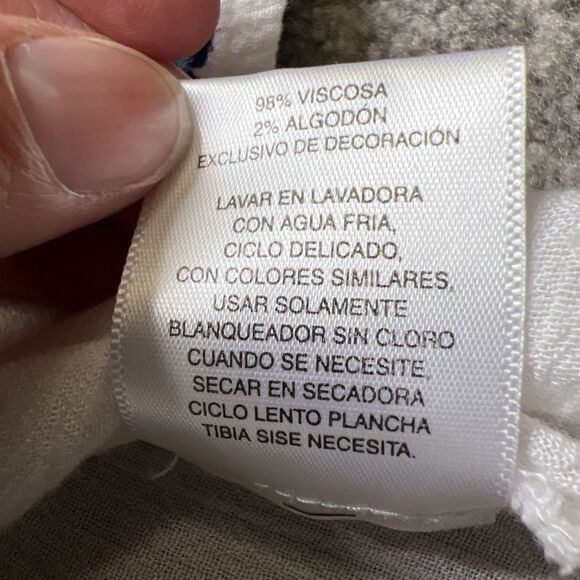 98% VISCOSA
2% ALGODÓN
EXCLUSIVO DE DECORACIÓN
LAVAR EN LAVADORA
CON AGUA FRIA,
CICLO DELICADO,
CON COLORES SIMILARES,
USAR SOLAMENTE
BLANQUEADOR SIN CLORO
CUANDO SE NECESITE,
SECAR EN SECADORA
CICLO LENTO PLANCHA
TIBIA SISE NECESITA.